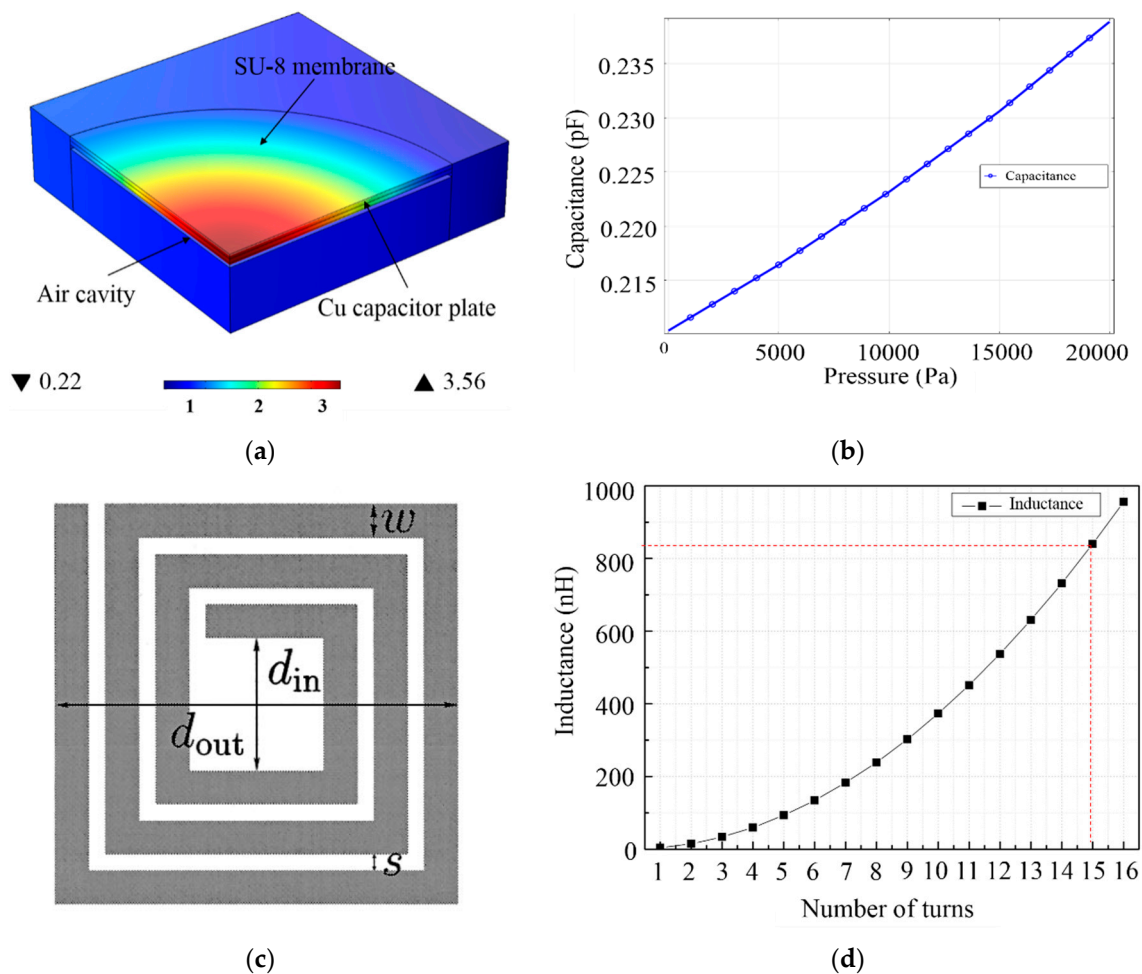 SU-8 membrane
Air cavity
Cu capacitor plate
▼ 0.22
1 2 3
▲ 3.56
(a)
0.235
0.230
0.225
0.220
0.215
Capacitance (pF)
Capacitance
0 5000 10000 15000 20000
Pressure (Pa)
(b)
w
d_in
d_out
s
(c)
1000
800
600
400
200
0
Inductance (nH)
Inductance
1 2 3 4 5 6 7 8 9 10 11 12 13 14 15 16
Number of turns
(d)